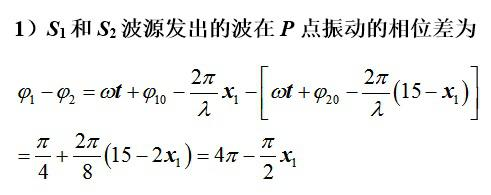 1）S₁ 和 S₂ 波源发出的波在 P 点振动的相位差为
φ₁ − φ₂ = ωt + φ₁₀ − 2π/λ x₁ − [ωt + φ₂₀ − 2π/λ (15 − x₁)]
= π/4 + 2π/8 (15 − 2x₁) = 4π − π/2 x₁